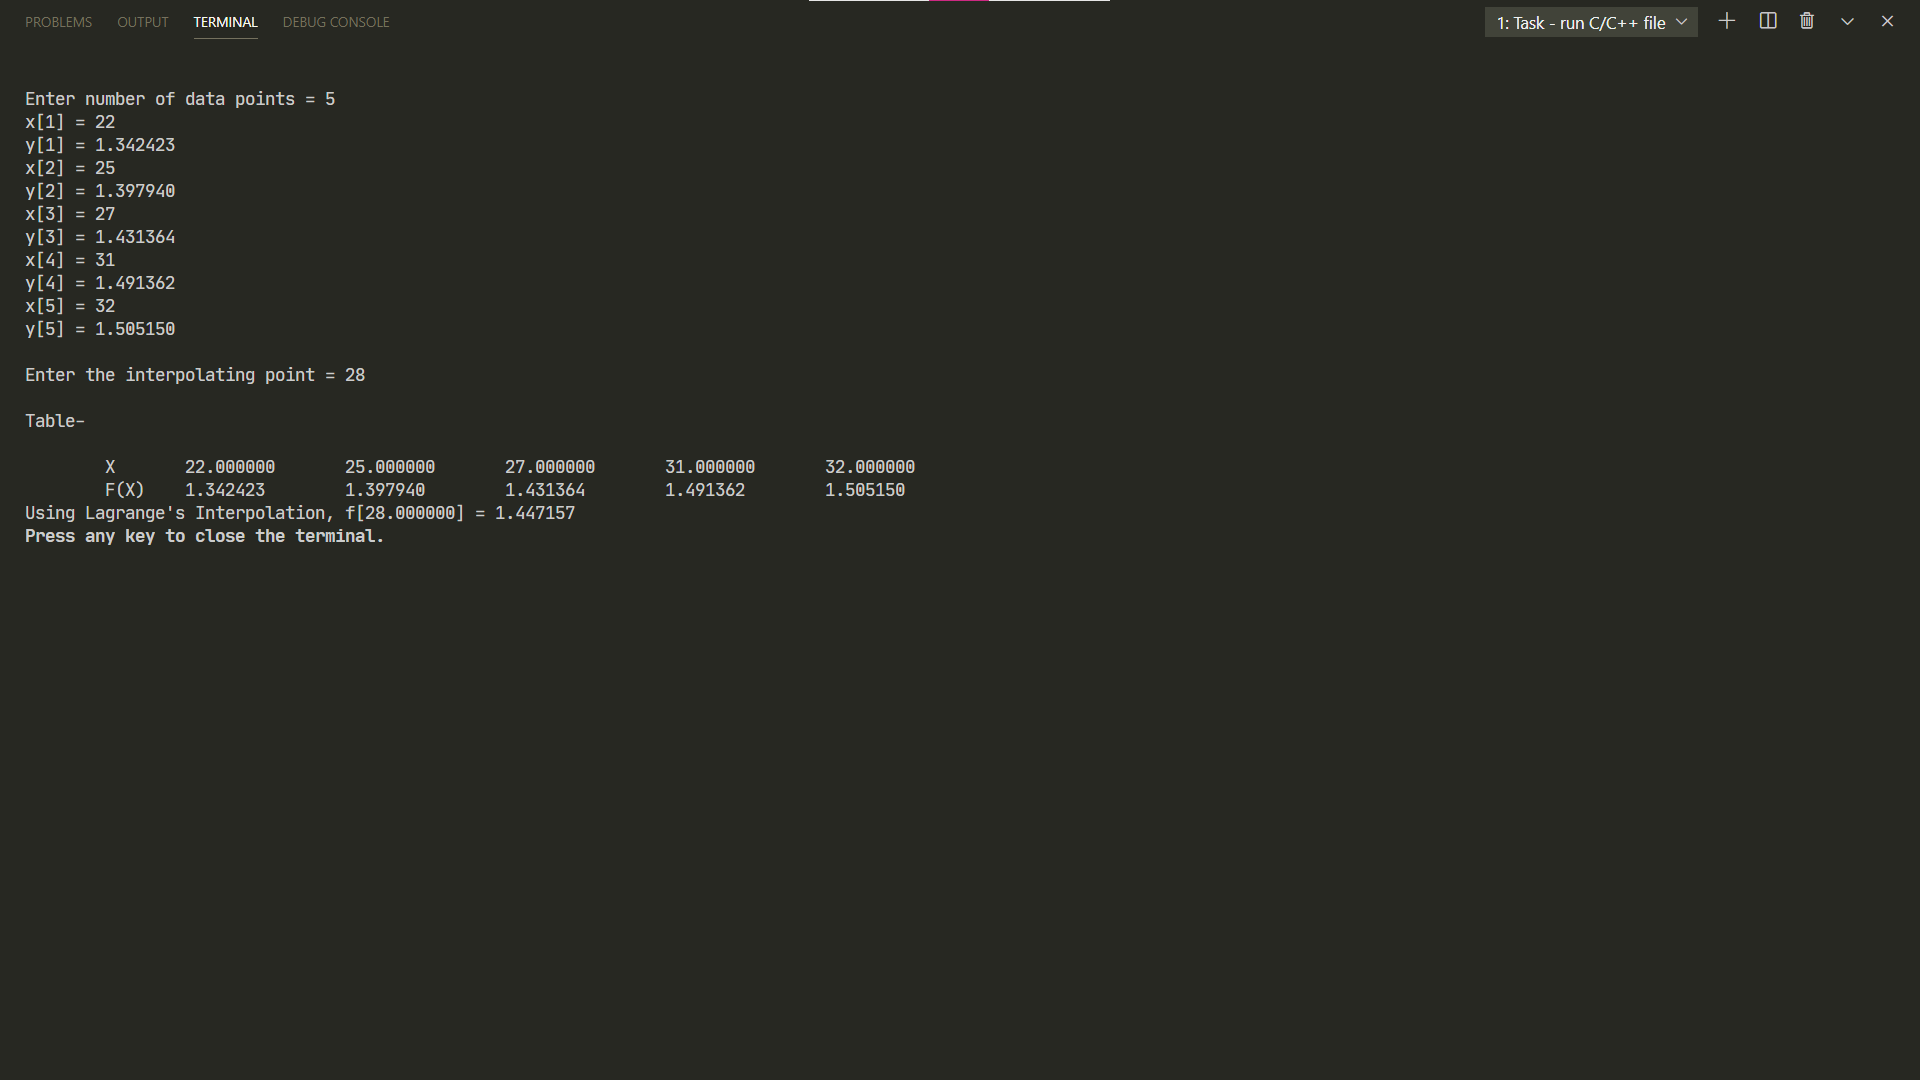 PROBLEMS OUTPUT TERMINAL DEBUG CONSOLE 1: Task - run C/C++ file
Enter number of data points = 5
x[1] = 22
y[1] = 1.342423
x[2] = 25
y[2] = 1.397940
x[3] = 27
y[3] = 1.431364
x[4] = 31
y[4] = 1.491362
x[5] = 32
y[5] = 1.505150
Enter the interpolating point = 28
Table-
X 22.000000 25.000000 27.000000 31.000000 32.000000
F(X) 1.342423 1.397940 1.431364 1.491362 1.505150
Using Lagrange's Interpolation, f[28.000000] = 1.447157
Press any key to close the terminal.